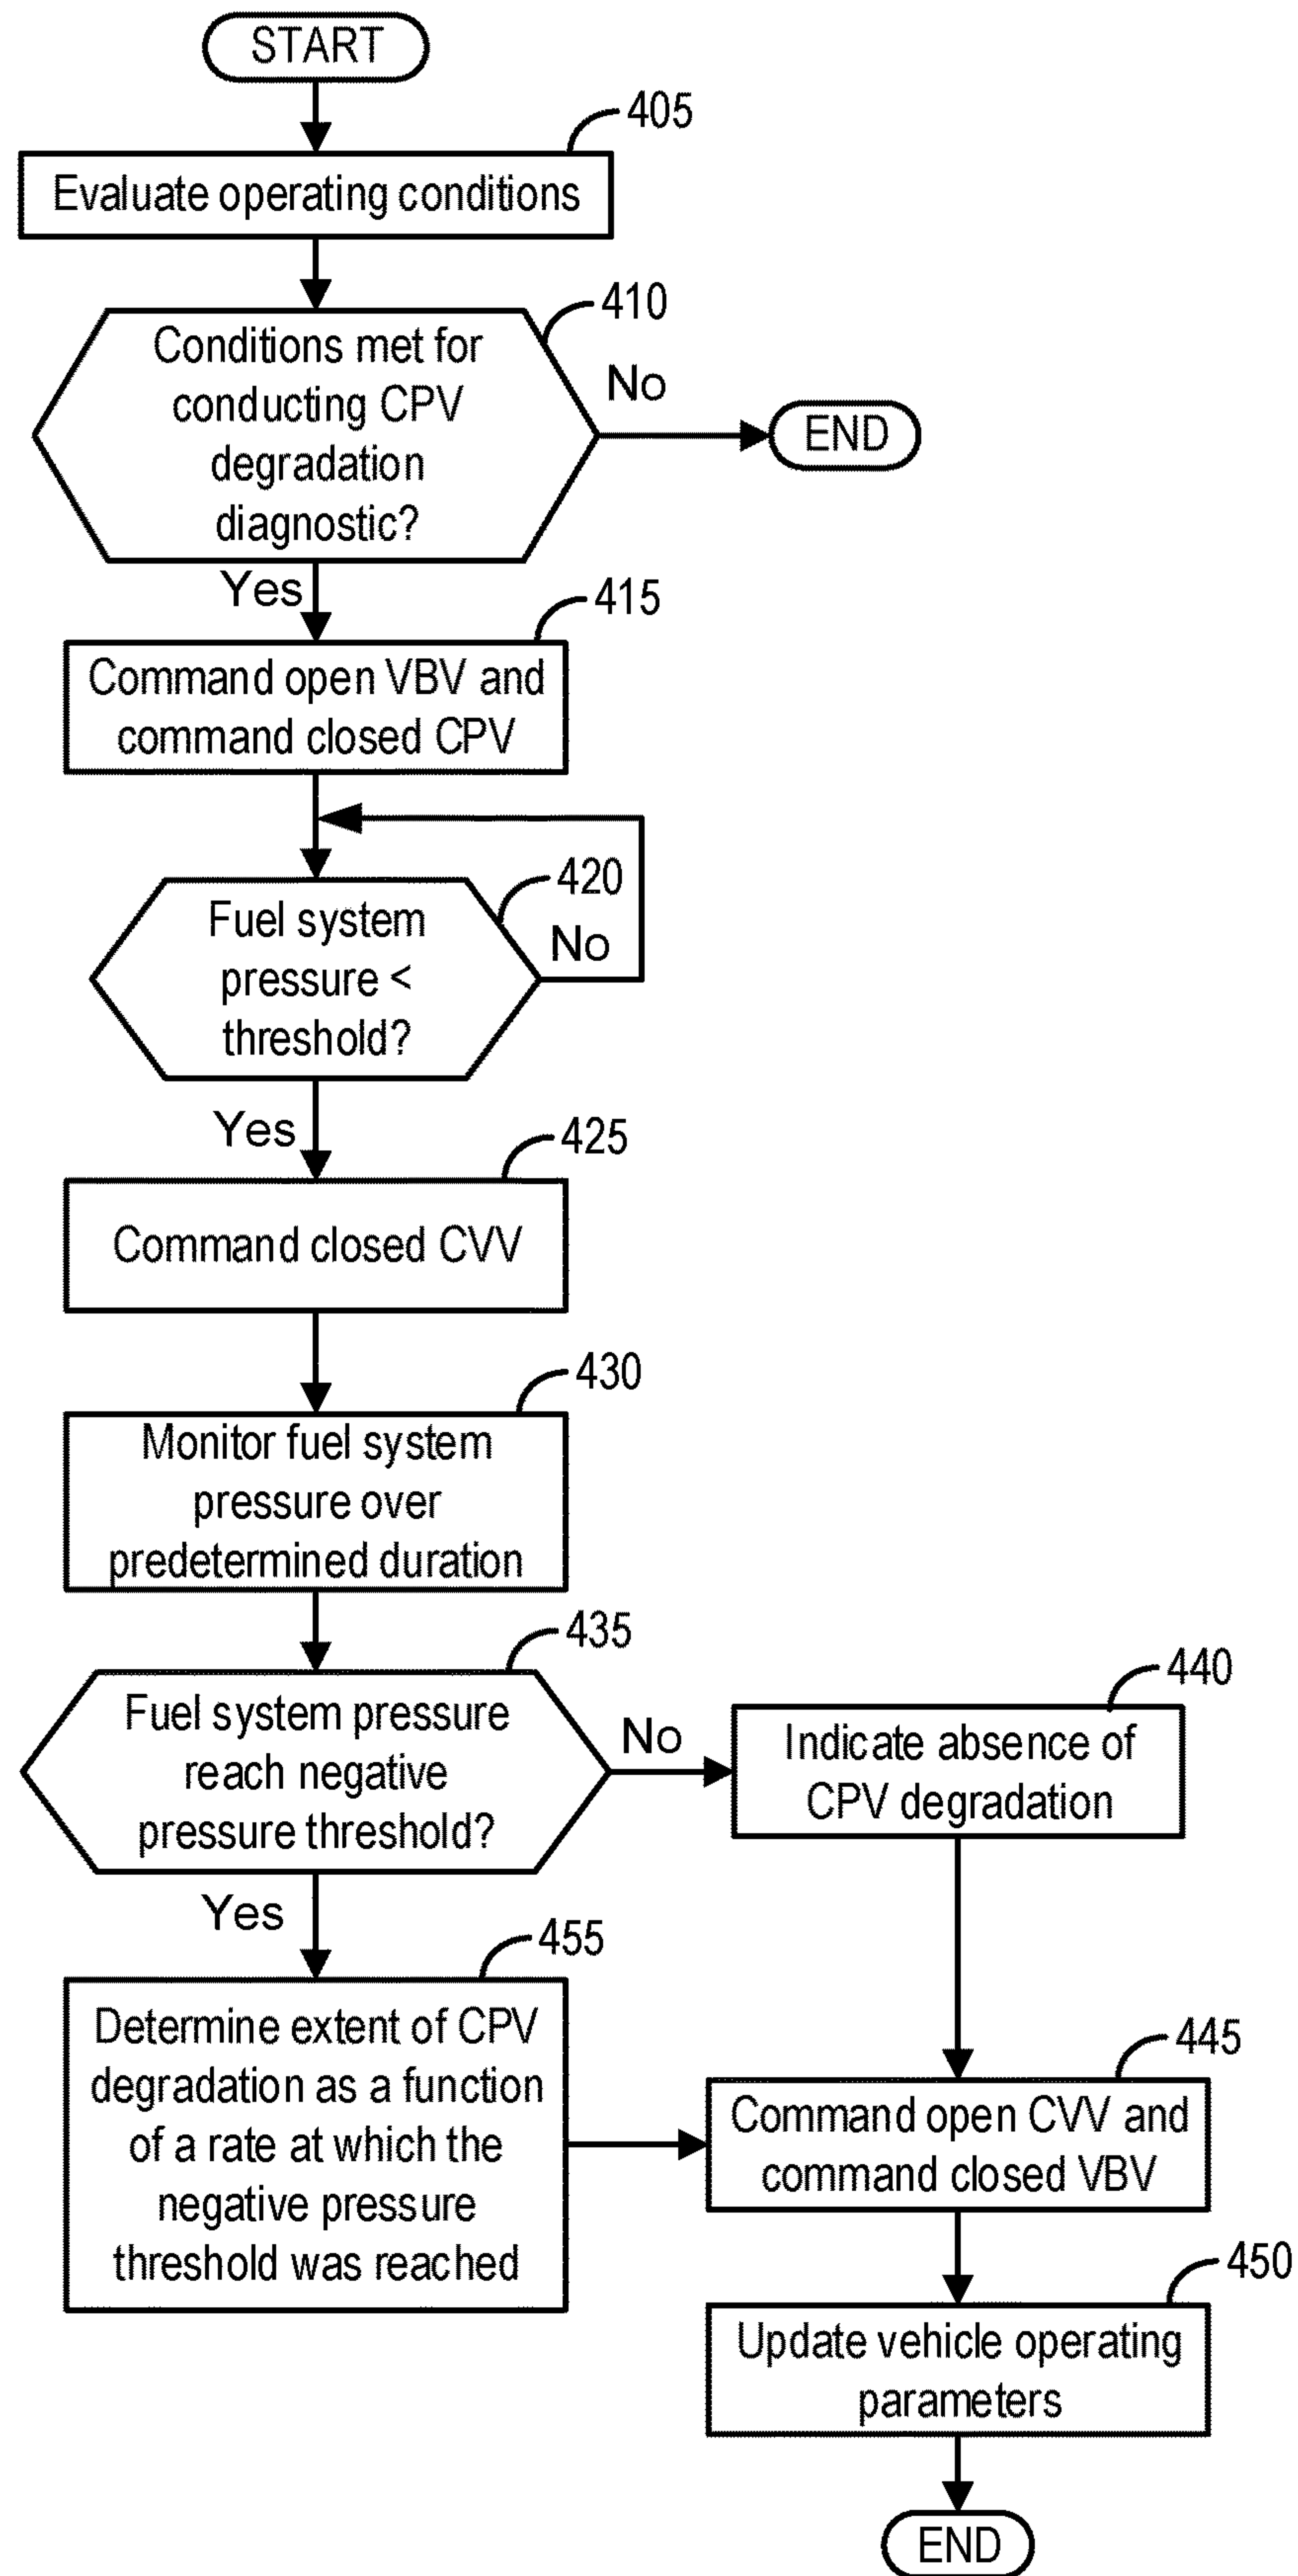 START
405
Evaluate operating conditions
410
Conditions met for
conducting CPV
degradation
diagnostic?
No
END
Yes
415
Command open VBV and
command closed CPV
420
Fuel system
pressure <
threshold?
No
Yes
425
Command closed CVV
430
Monitor fuel system
pressure over
predetermined duration
435
Fuel system pressure
reach negative
pressure threshold?
No
440
Indicate absence of
CPV degradation
Yes
455
Determine extent of CPV
degradation as a function
of a rate at which the
negative pressure
threshold was reached
445
Command open CVV and
command closed VBV
450
Update vehicle operating
parameters
END